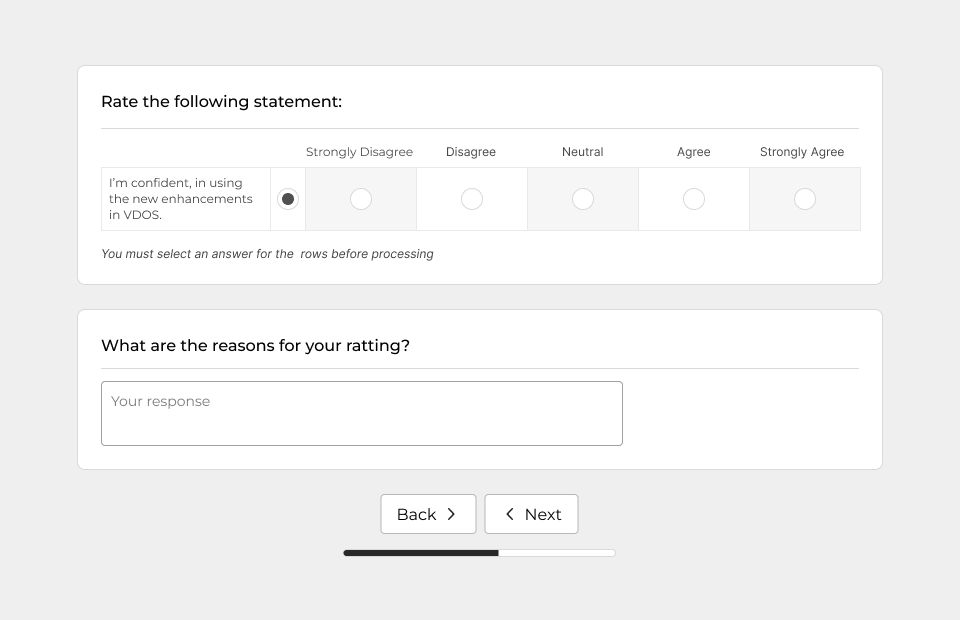 Rate the following statement:
Strongly Disagree Disagree Neutral Agree Strongly Agree
I'm confident, in using
the new enhancements
in VDOS.
You must select an answer for the  rows before processing
What are the reasons for your ratting?
Your response
Back Next